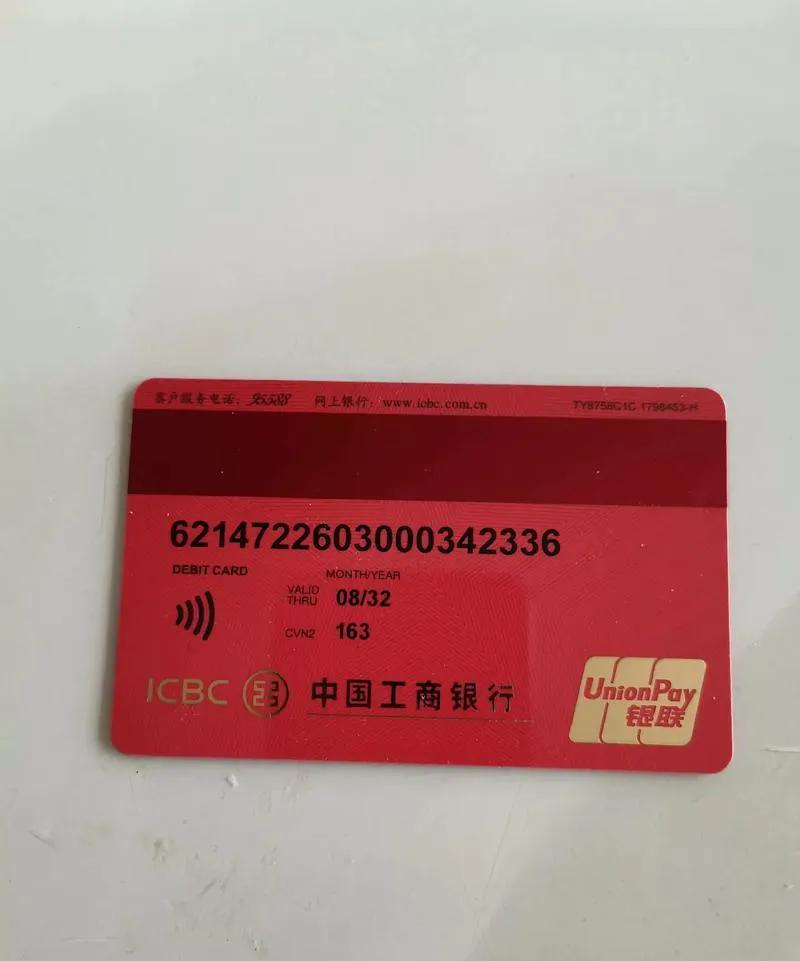 客户服务电话：95588 网上银行：www.icbc.com.cn TY8758C1C 1798453-H
6214722603000342336
DEBIT CARD MONTH/YEAR
VALID THRU 08/32
CVN2 163
ICBC 中国工商银行 UnionPay 银联